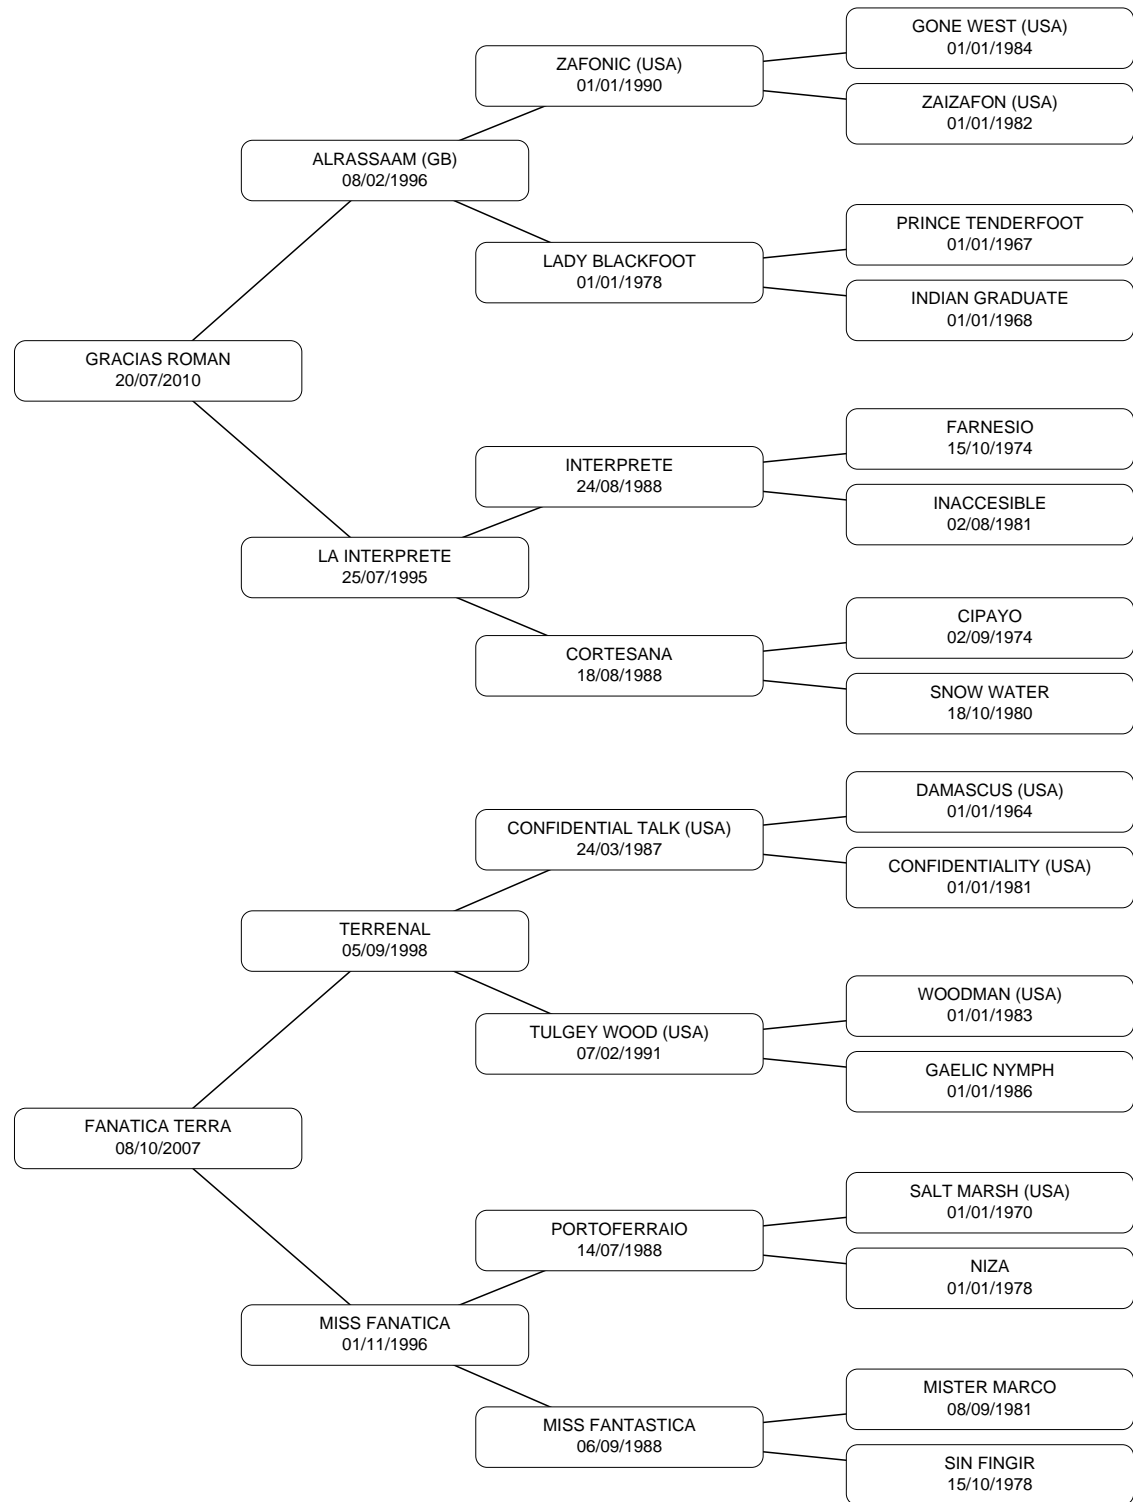 GONE WEST (USA)
01/01/1984
ZAFONIC (USA)
01/01/1990
ZAIZAFON (USA)
01/01/1982
ALRASSAAM (GB)
08/02/1996
PRINCE TENDERFOOT
01/01/1967
LADY BLACKFOOT
01/01/1978
INDIAN GRADUATE
01/01/1968
GRACIAS ROMAN
20/07/2010
FARNESIO
15/10/1974
INTERPRETE
24/08/1988
INACCESIBLE
02/08/1981
LA INTERPRETE
25/07/1995
CIPAYO
02/09/1974
CORTESANA
18/08/1988
SNOW WATER
18/10/1980
DAMASCUS (USA)
01/01/1964
CONFIDENTIAL TALK (USA)
24/03/1987
CONFIDENTIALITY (USA)
01/01/1981
TERRENAL
05/09/1998
WOODMAN (USA)
01/01/1983
TULGEY WOOD (USA)
07/02/1991
GAELIC NYMPH
01/01/1986
FANATICA TERRA
08/10/2007
SALT MARSH (USA)
01/01/1970
PORTOFERRAIO
14/07/1988
NIZA
01/01/1978
MISS FANATICA
01/11/1996
MISTER MARCO
08/09/1981
MISS FANTASTICA
06/09/1988
SIN FINGIR
15/10/1978